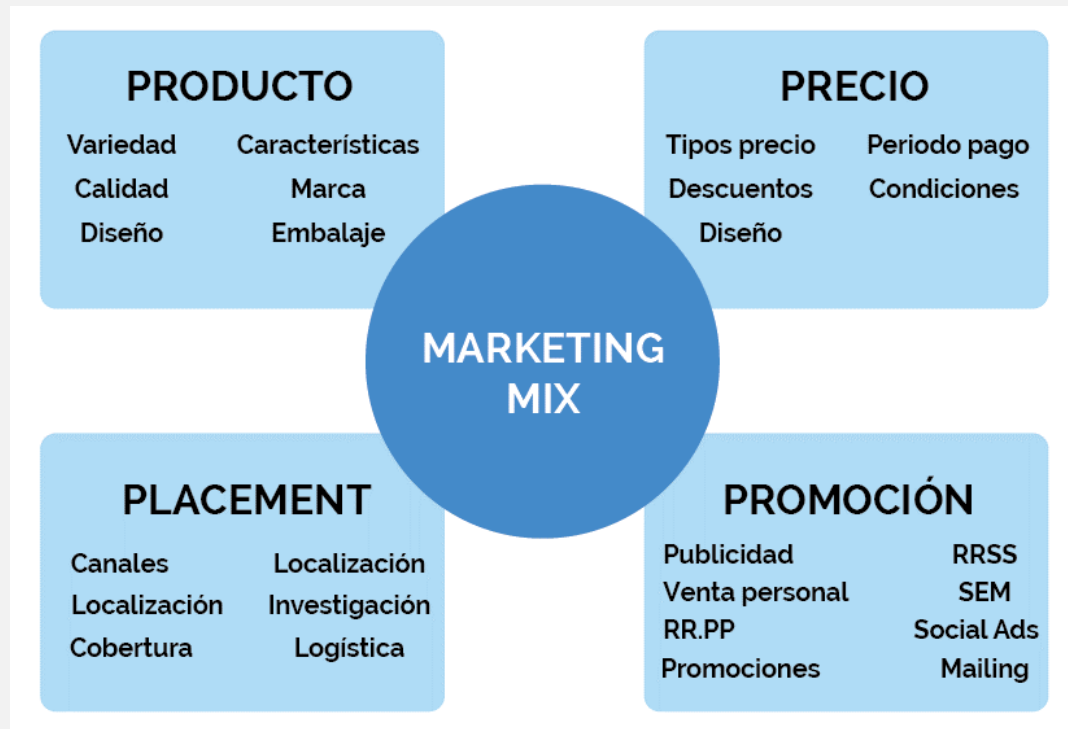 PRODUCTO
Variedad Características
Calidad Marca
Diseño Embalaje
PRECIO
Tipos precio Periodo pago
Descuentos Condiciones
Diseño
MARKETING
MIX
PLACEMENT
Canales Localización
Localización Investigación
Cobertura Logística
PROMOCIÓN
Publicidad RRSS
Venta personal SEM
RR.PP Social Ads
Promociones Mailing